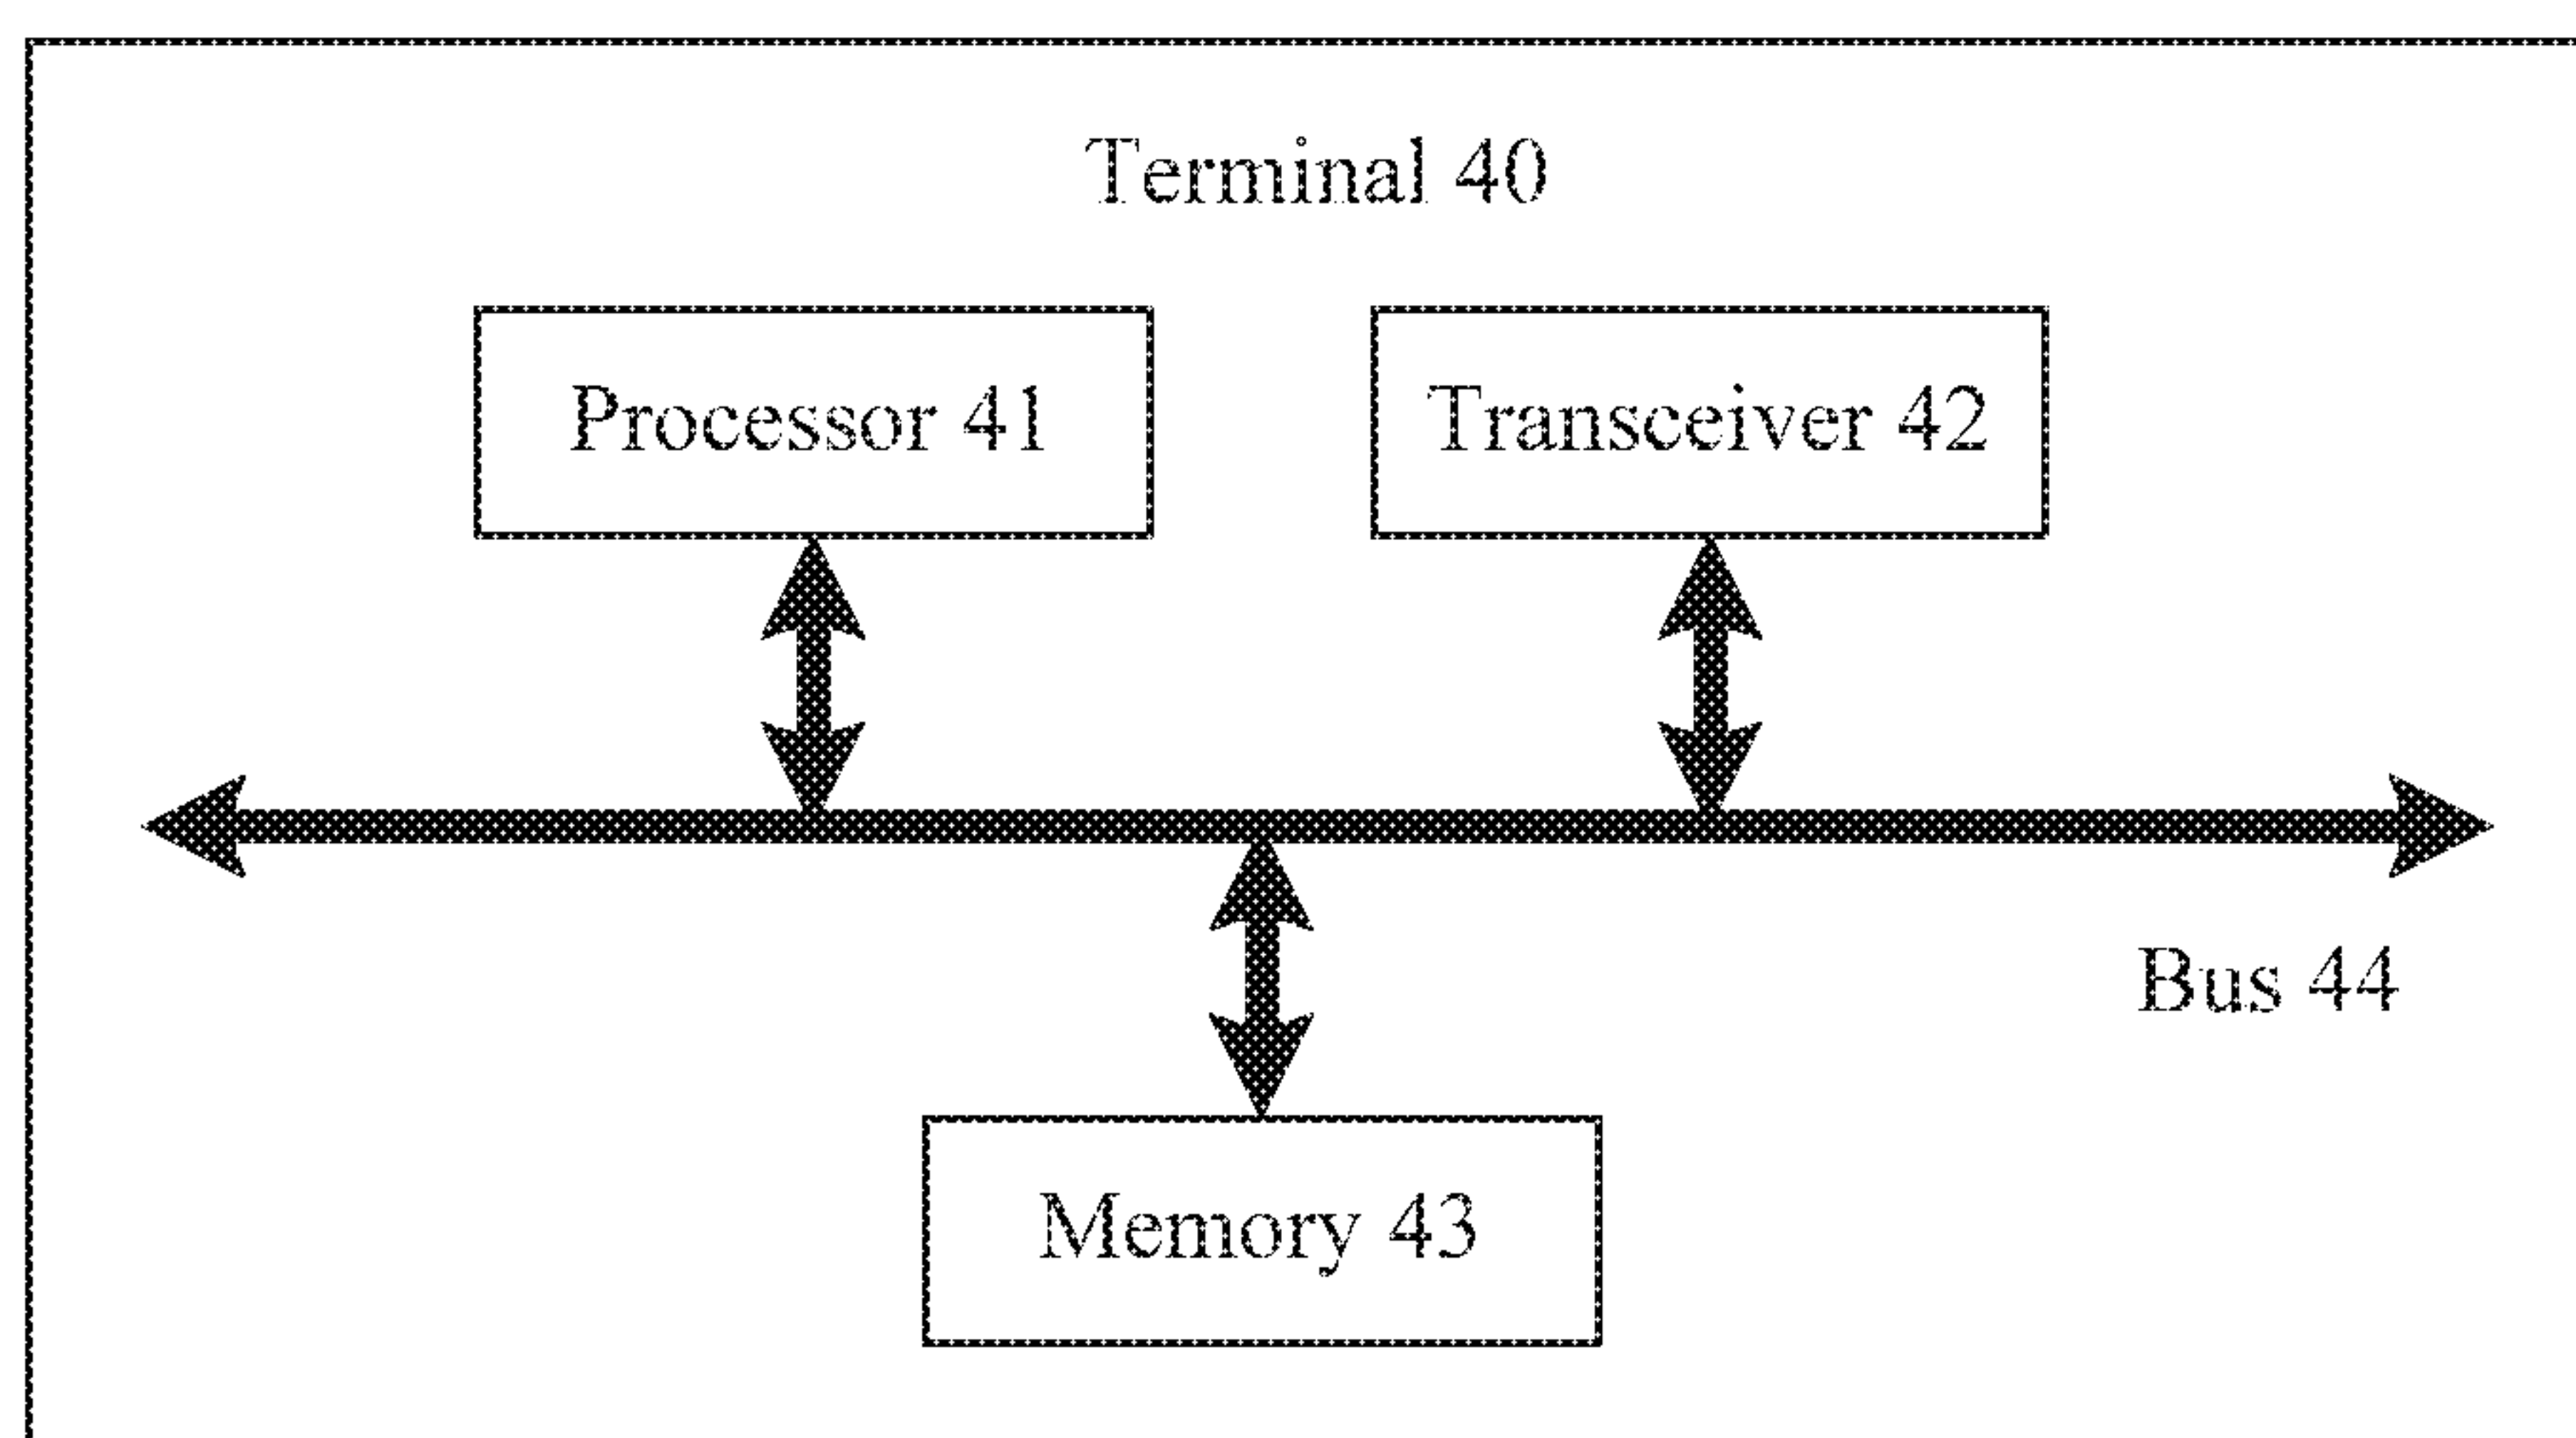 Terminal 40
Processor 41
Transceiver 42
Bus 44
Memory 43